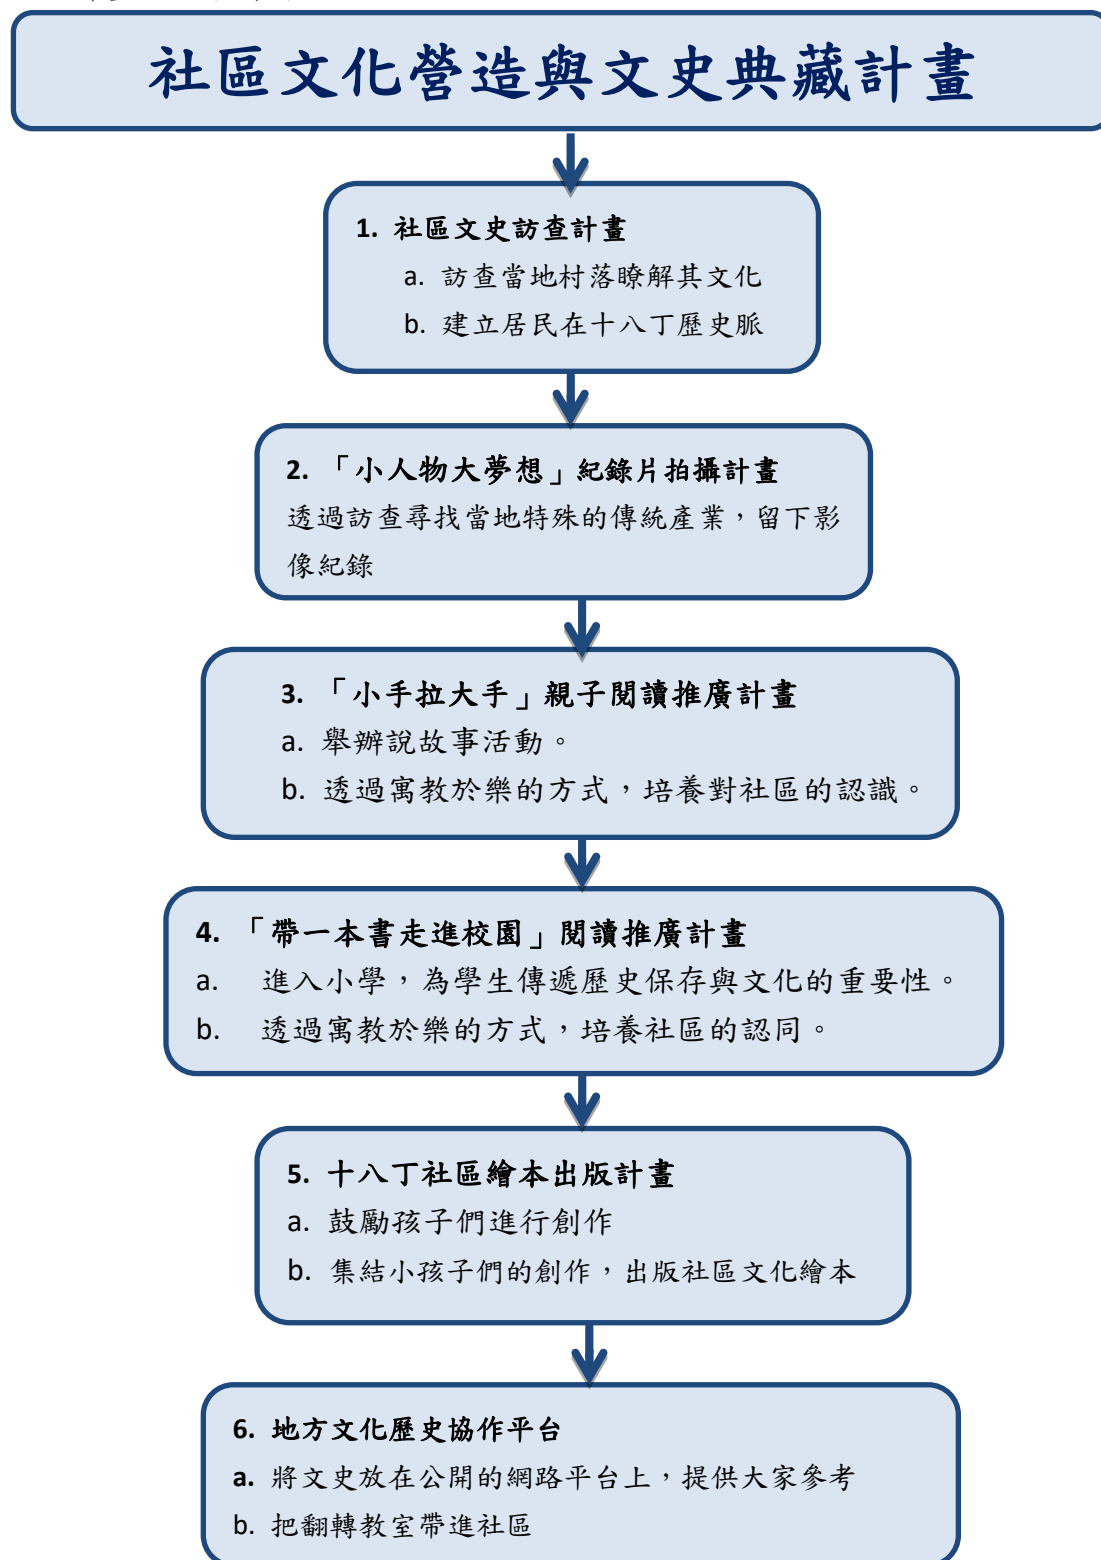 社區文化營造與文史典藏計畫
1. 社區文史訪查計畫
a. 訪查當地村落瞭解其文化
b. 建立居民在十八丁歷史脈
2. 「小人物大夢想」紀錄片拍攝計畫
透過訪查尋找當地特殊的傳統產業，留下影
像紀錄
3. 「小手拉大手」親子閱讀推廣計畫
a. 舉辦說故事活動。
b. 透過寓教於樂的方式，培養對社區的認識。
4. 「帶一本書走進校園」閱讀推廣計畫
a. 進入小學，為學生傳遞歷史保存與文化的重要性。
b. 透過寓教於樂的方式，培養社區的認同。
5. 十八丁社區繪本出版計畫
a. 鼓勵孩子們進行創作
b. 集結小孩子們的創作，出版社區文化繪本
6. 地方文化歷史協作平台
a. 將文史放在公開的網路平台上，提供大家參考
b. 把翻轉教室帶進社區